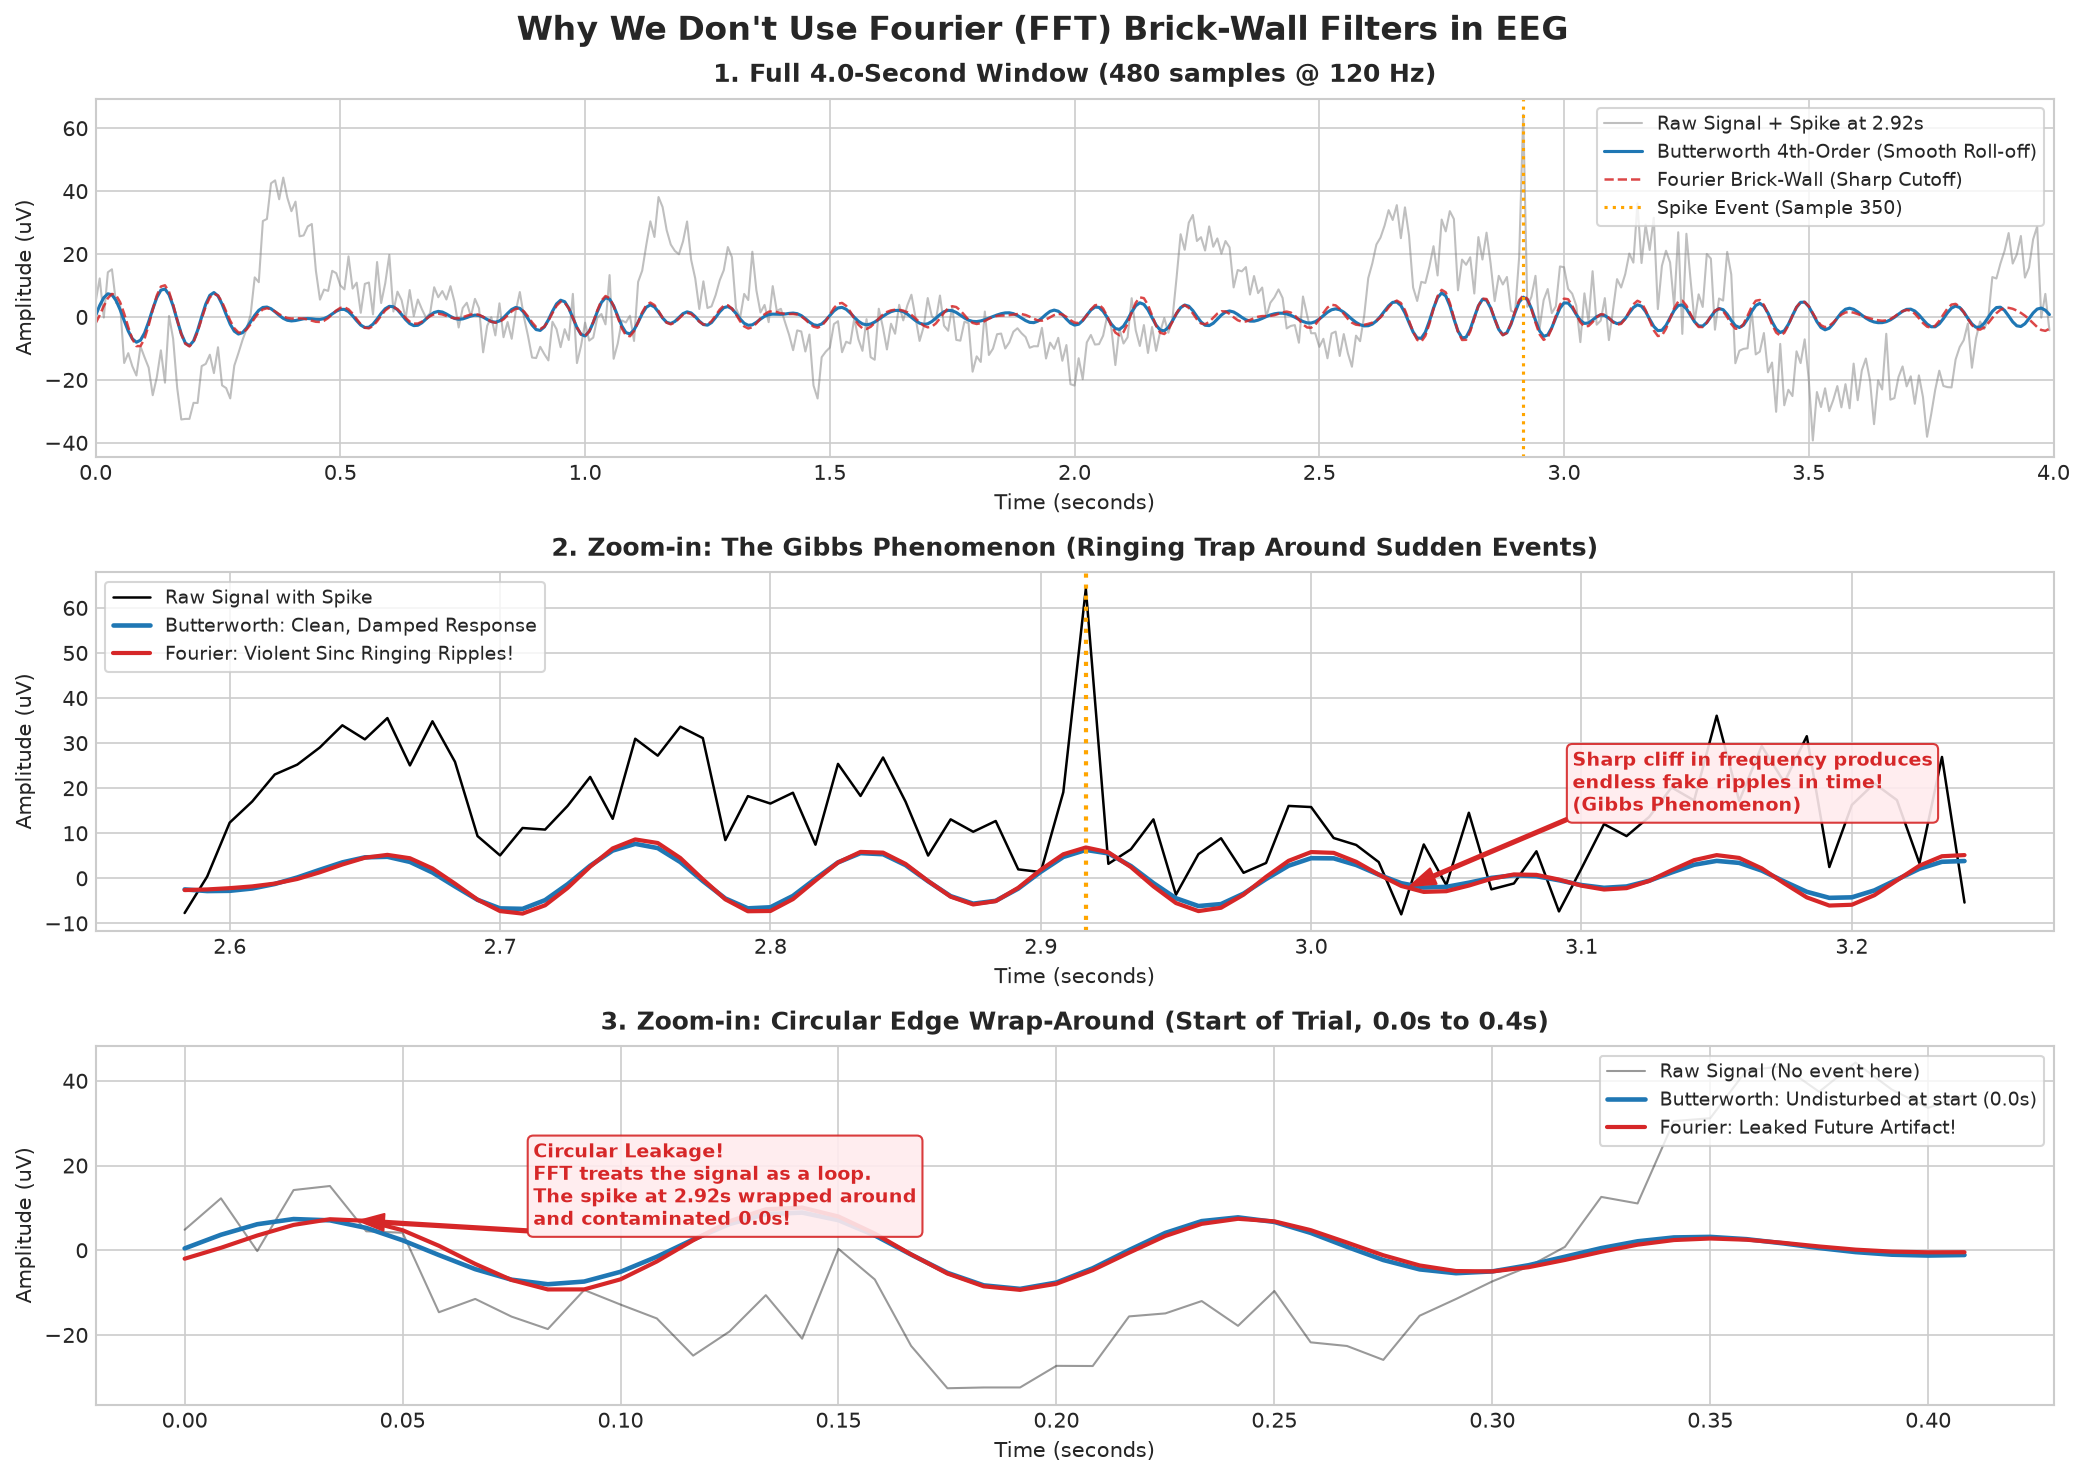 Why We Don't Use Fourier (FFT) Brick-Wall Filters in EEG
1. Full 4.0-Second Window (480 samples @ 120 Hz)
Amplitude (uV)
60
40
20
0
−20
−40
Raw Signal + Spike at 2.92s
Butterworth 4th-Order (Smooth Roll-off)
Fourier Brick-Wall (Sharp Cutoff)
Spike Event (Sample 350)
0.0 0.5 1.0 1.5 2.0 2.5 3.0 3.5 4.0
Time (seconds)
2. Zoom-in: The Gibbs Phenomenon (Ringing Trap Around Sudden Events)
Amplitude (uV)
60
50
40
30
20
10
0
−10
Raw Signal with Spike
Butterworth: Clean, Damped Response
Fourier: Violent Sinc Ringing Ripples!
Sharp cliff in frequency produces
endless fake ripples in time!
(Gibbs Phenomenon)
2.6 2.7 2.8 2.9 3.0 3.1 3.2
Time (seconds)
3. Zoom-in: Circular Edge Wrap-Around (Start of Trial, 0.0s to 0.4s)
Amplitude (uV)
40
20
0
−20
Raw Signal (No event here)
Butterworth: Undisturbed at start (0.0s)
Fourier: Leaked Future Artifact!
Circular Leakage!
FFT treats the signal as a loop.
The spike at 2.92s wrapped around
and contaminated 0.0s!
0.00 0.05 0.10 0.15 0.20 0.25 0.30 0.35 0.40
Time (seconds)